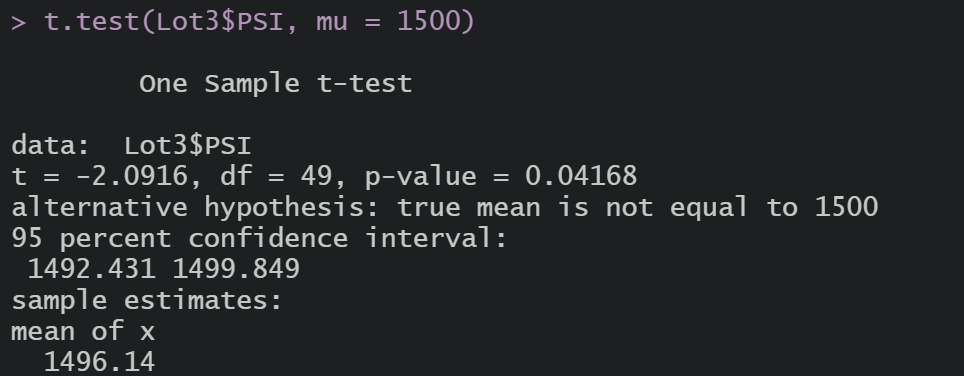 > t.test(Lot3$PSI, mu = 1500)
One Sample t-test
data:  Lot3$PSI
t = -2.0916, df = 49, p-value = 0.04168
alternative hypothesis: true mean is not equal to 1500
95 percent confidence interval:
1492.431 1499.849
sample estimates:
mean of x
1496.14